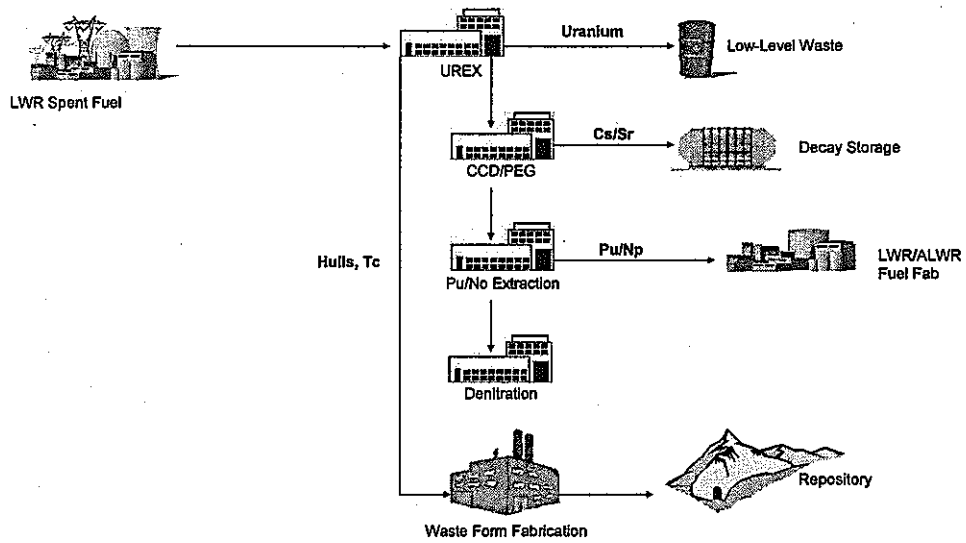 LWR Spent Fuel
UREX
Uranium
Low-Level Waste
CCD/PEG
Cs/Sr
Decay Storage
Hulls, Tc
Pu/No Extraction
Pu/Np
LWR/ALWR
Fuel Fab
Denitration
Waste Form Fabrication
Repository